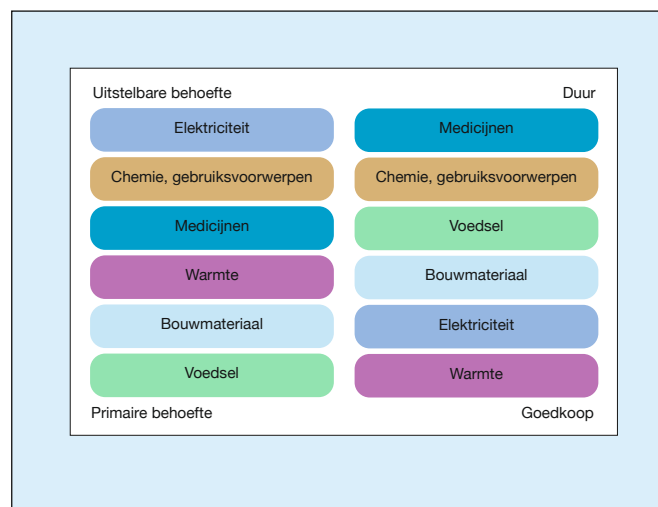 Uitstelbare behoefte
Duur
Elektriciteit
Medicijnen
Chemie, gebruiksvoorwerpen
Chemie, gebruiksvoorwerpen
Medicijnen
Voedsel
Warmte
Bouwmateriaal
Bouwmateriaal
Elektriciteit
Voedsel
Warmte
Primaire behoefte
Goedkoop